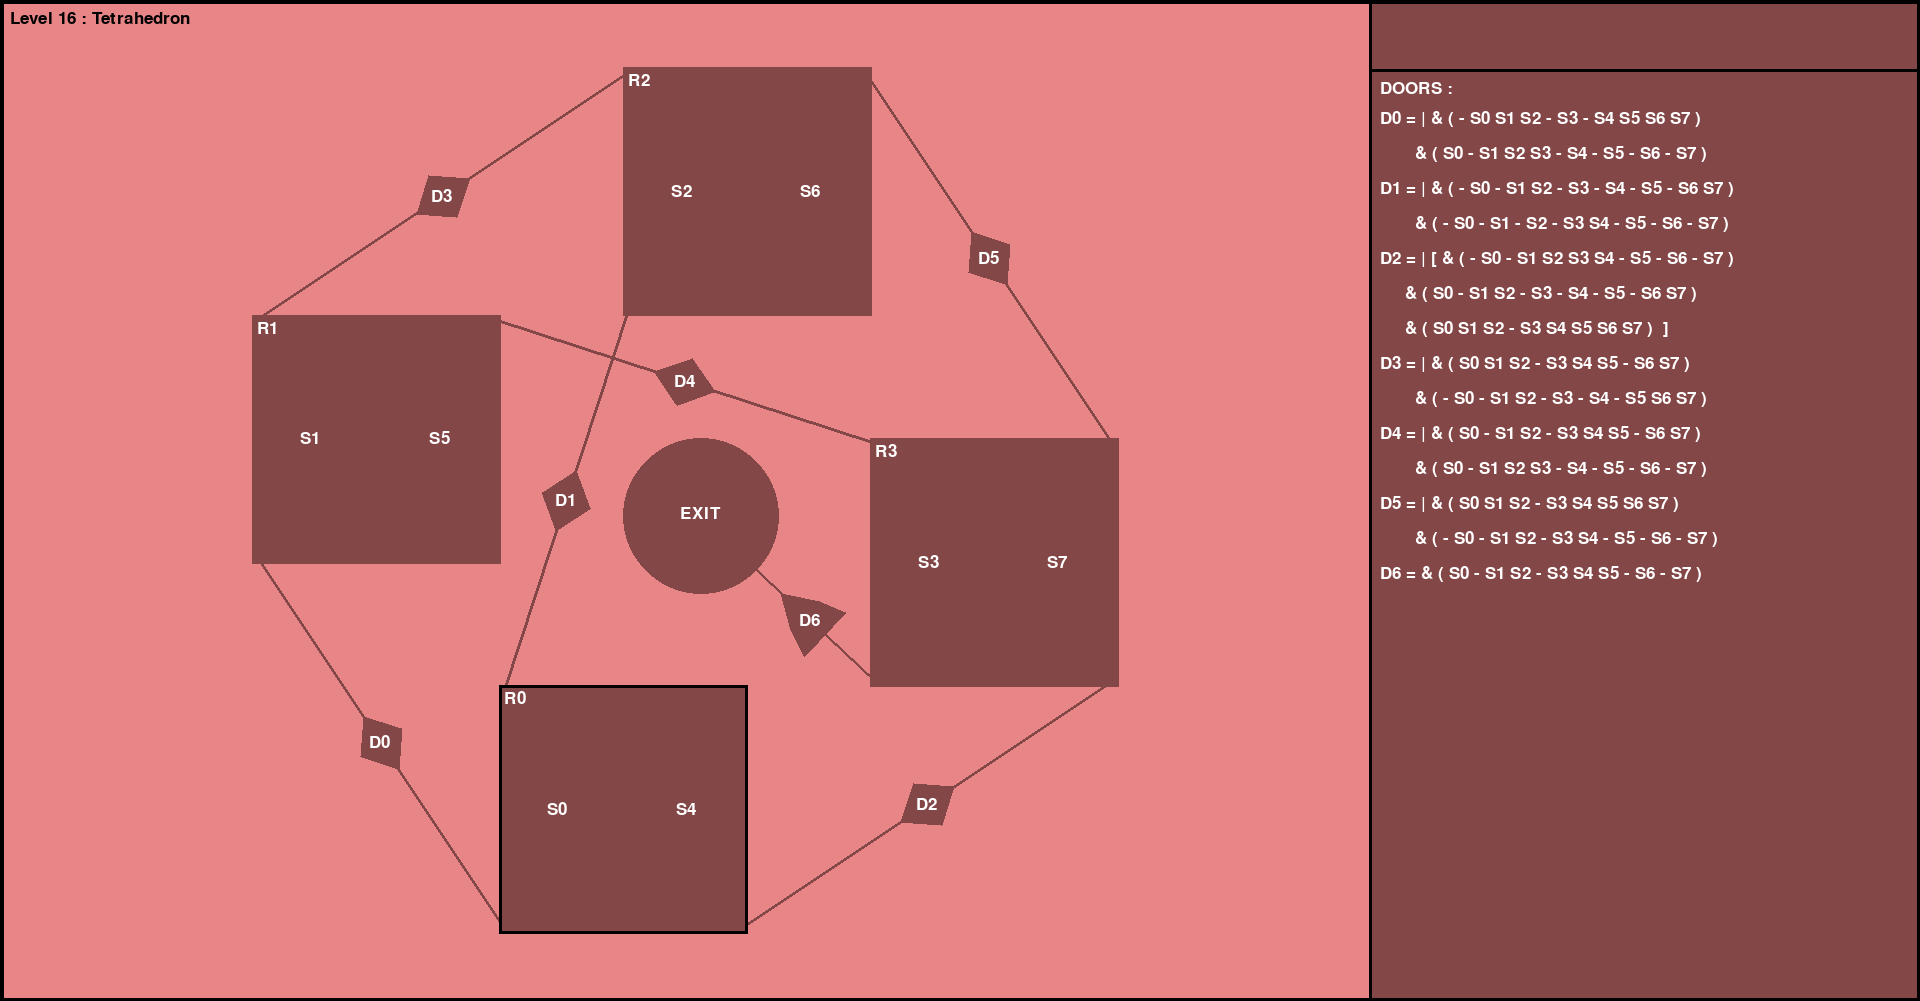 Level 16 : Tetrahedron
R2
S2 S6
D3
D5
R1
S1 S5
D4
R3
S3 S7
D1
EXIT
D6
R0
S0 S4
D0
D2
DOORS :
D0 = | & ( - S0 S1 S2 - S3 - S4 S5 S6 S7 )
& ( S0 - S1 S2 S3 - S4 - S5 - S6 - S7 )
D1 = | & ( - S0 - S1 S2 - S3 - S4 - S5 - S6 S7 )
& ( - S0 - S1 - S2 - S3 S4 - S5 - S6 - S7 )
D2 = | [ & ( - S0 - S1 S2 S3 S4 - S5 - S6 - S7 )
& ( S0 - S1 S2 - S3 - S4 - S5 - S6 S7 )
& ( S0 S1 S2 - S3 S4 S5 S6 S7 ) ]
D3 = | & ( S0 S1 S2 - S3 S4 S5 - S6 S7 )
& ( - S0 - S1 S2 - S3 - S4 - S5 S6 S7 )
D4 = | & ( S0 - S1 S2 - S3 S4 S5 - S6 S7 )
& ( S0 - S1 S2 S3 - S4 - S5 - S6 - S7 )
D5 = | & ( S0 S1 S2 - S3 S4 S5 S6 S7 )
& ( - S0 - S1 S2 - S3 S4 - S5 - S6 - S7 )
D6 = & ( S0 - S1 S2 - S3 S4 S5 - S6 - S7 )